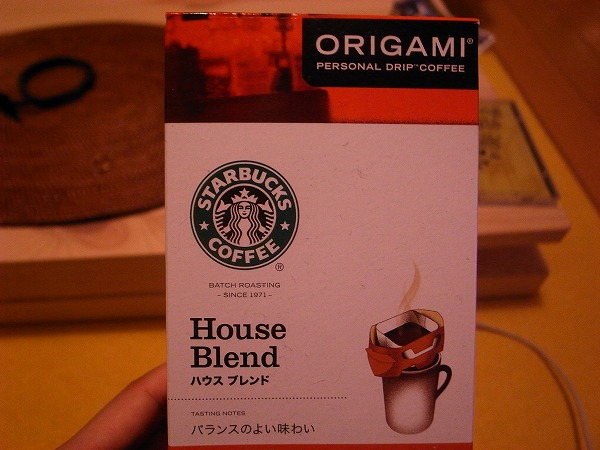 ORIGAMI®
PERSONAL DRIP™ COFFEE
STARBUCKS
COFFEE
®
BATCH ROASTING
– SINCE 1971 –
House
Blend
ハウス ブレンド
TASTING NOTES
バランスのよい味わい